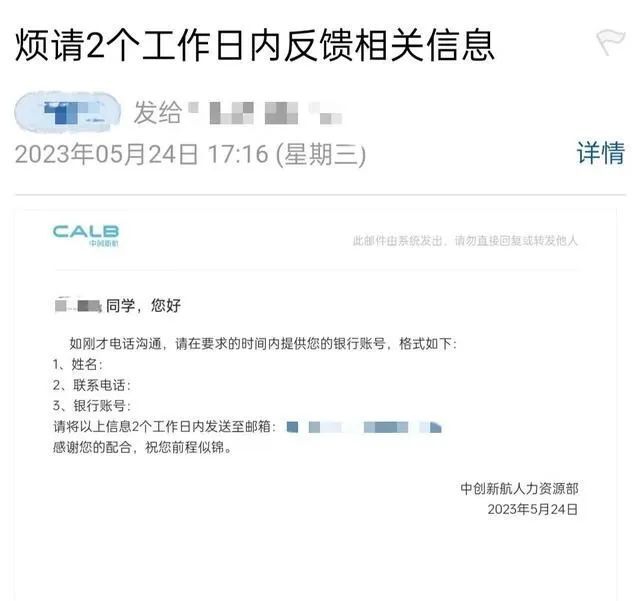 烦请2个工作日内反馈相关信息
发给
2023年05月24日 17:16 (星期三)
详情
CALB
中创新航
此邮件由系统发出，请勿直接回复或转发他人
同学，您好
如刚才电话沟通，请在要求的时间内提供您的银行账号，格式如下：
1、姓名：
2、联系电话：
3、银行账号：
请将以上信息2个工作日内发送至邮箱：
感谢您的配合，祝您前程似锦。
中创新航人力资源部
2023年5月24日